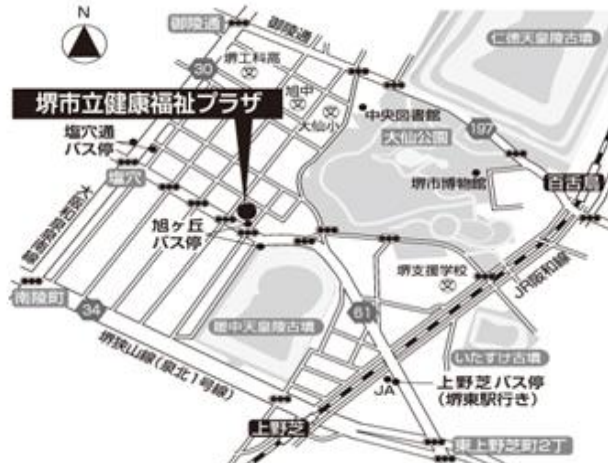 N
御陵通
御陵通
仁徳天皇陵古墳
30
堺工科高
文
旭中
文
大仙小
文
中央図書館
大仙公園
197
堺市立健康福祉プラザ
塩穴通
バス停
塩穴
堺市博物館
百舌鳥
旭ヶ丘
バス停
堺支援学校
文
JR阪和線
南陵町
34
履中天皇陵古墳
61
いたすけ古墳
堺狭山線(泉北1号線)
JA
上野芝バス停
(堺東駅行き)
上野芝
東上野芝町2丁